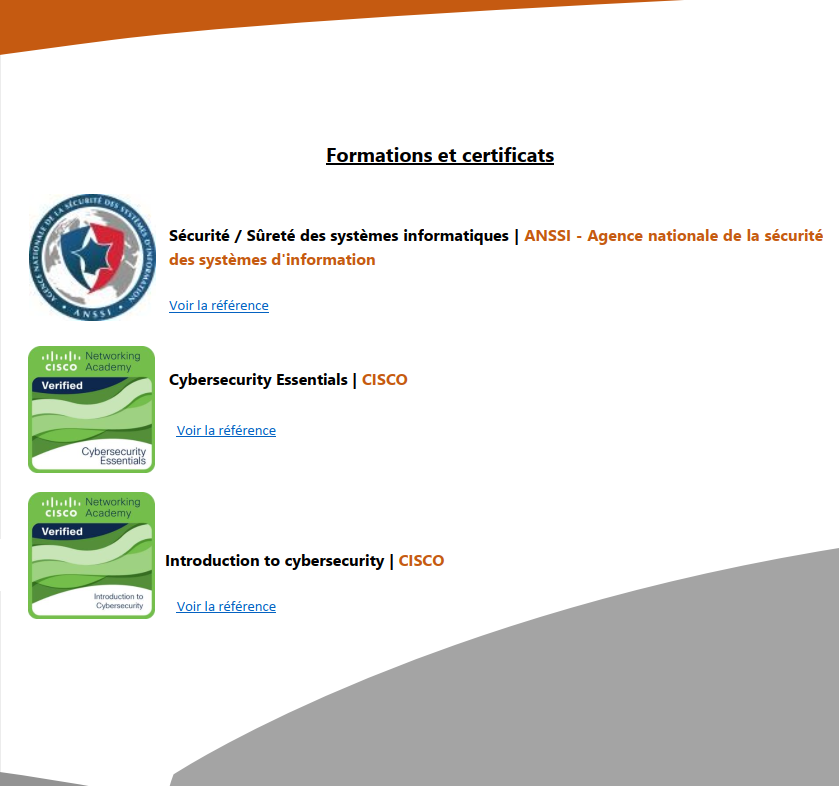 Formations et certificats
AGENCE NATIONALE DE LA SÉCURITÉ DES SYSTÈMES D'INFORMATION
ANSSI
Sécurité / Sûreté des systèmes informatiques | ANSSI - Agence nationale de la sécurité
des systèmes d'information
Voir la référence
CISCO
Networking
Academy
Verified
Cybersecurity
Essentials
Cybersecurity Essentials | CISCO
Voir la référence
CISCO
Networking
Academy
Verified
Introduction to
Cybersecurity
Introduction to cybersecurity | CISCO
Voir la référence